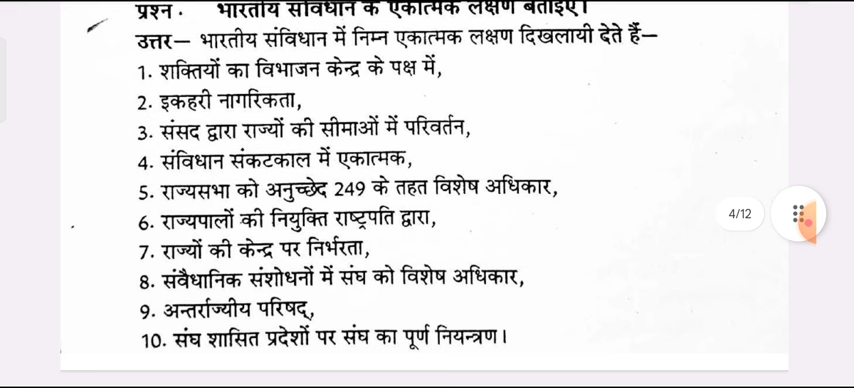 प्रश्न. भारतीय संविधान के एकात्मक लक्षण बताइए।
उत्तर— भारतीय संविधान में निम्न एकात्मक लक्षण दिखलायी देते हैं—
1. शक्तियों का विभाजन केन्द्र के पक्ष में,
2. इकहरी नागरिकता,
3. संसद द्वारा राज्यों की सीमाओं में परिवर्तन,
4. संविधान संकटकाल में एकात्मक,
5. राज्यसभा को अनुच्छेद 249 के तहत विशेष अधिकार,
6. राज्यपालों की नियुक्ति राष्ट्रपति द्वारा,
7. राज्यों की केन्द्र पर निर्भरता,
8. संवैधानिक संशोधनों में संघ को विशेष अधिकार,
9. अन्तर्राज्यीय परिषद्,
10. संघ शासित प्रदेशों पर संघ का पूर्ण नियन्त्रण।
4/12